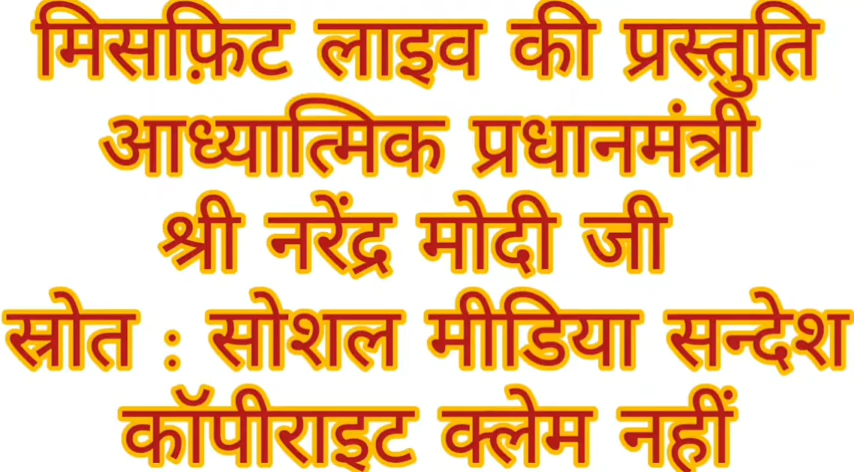 मिसफ़िट लाइव की प्रस्तुति
आध्यात्मिक प्रधानमंत्री
श्री नरेंद्र मोदी जी
स्रोत : सोशल मीडिया सन्देश
कॉपीराइट क्लेम नहीं